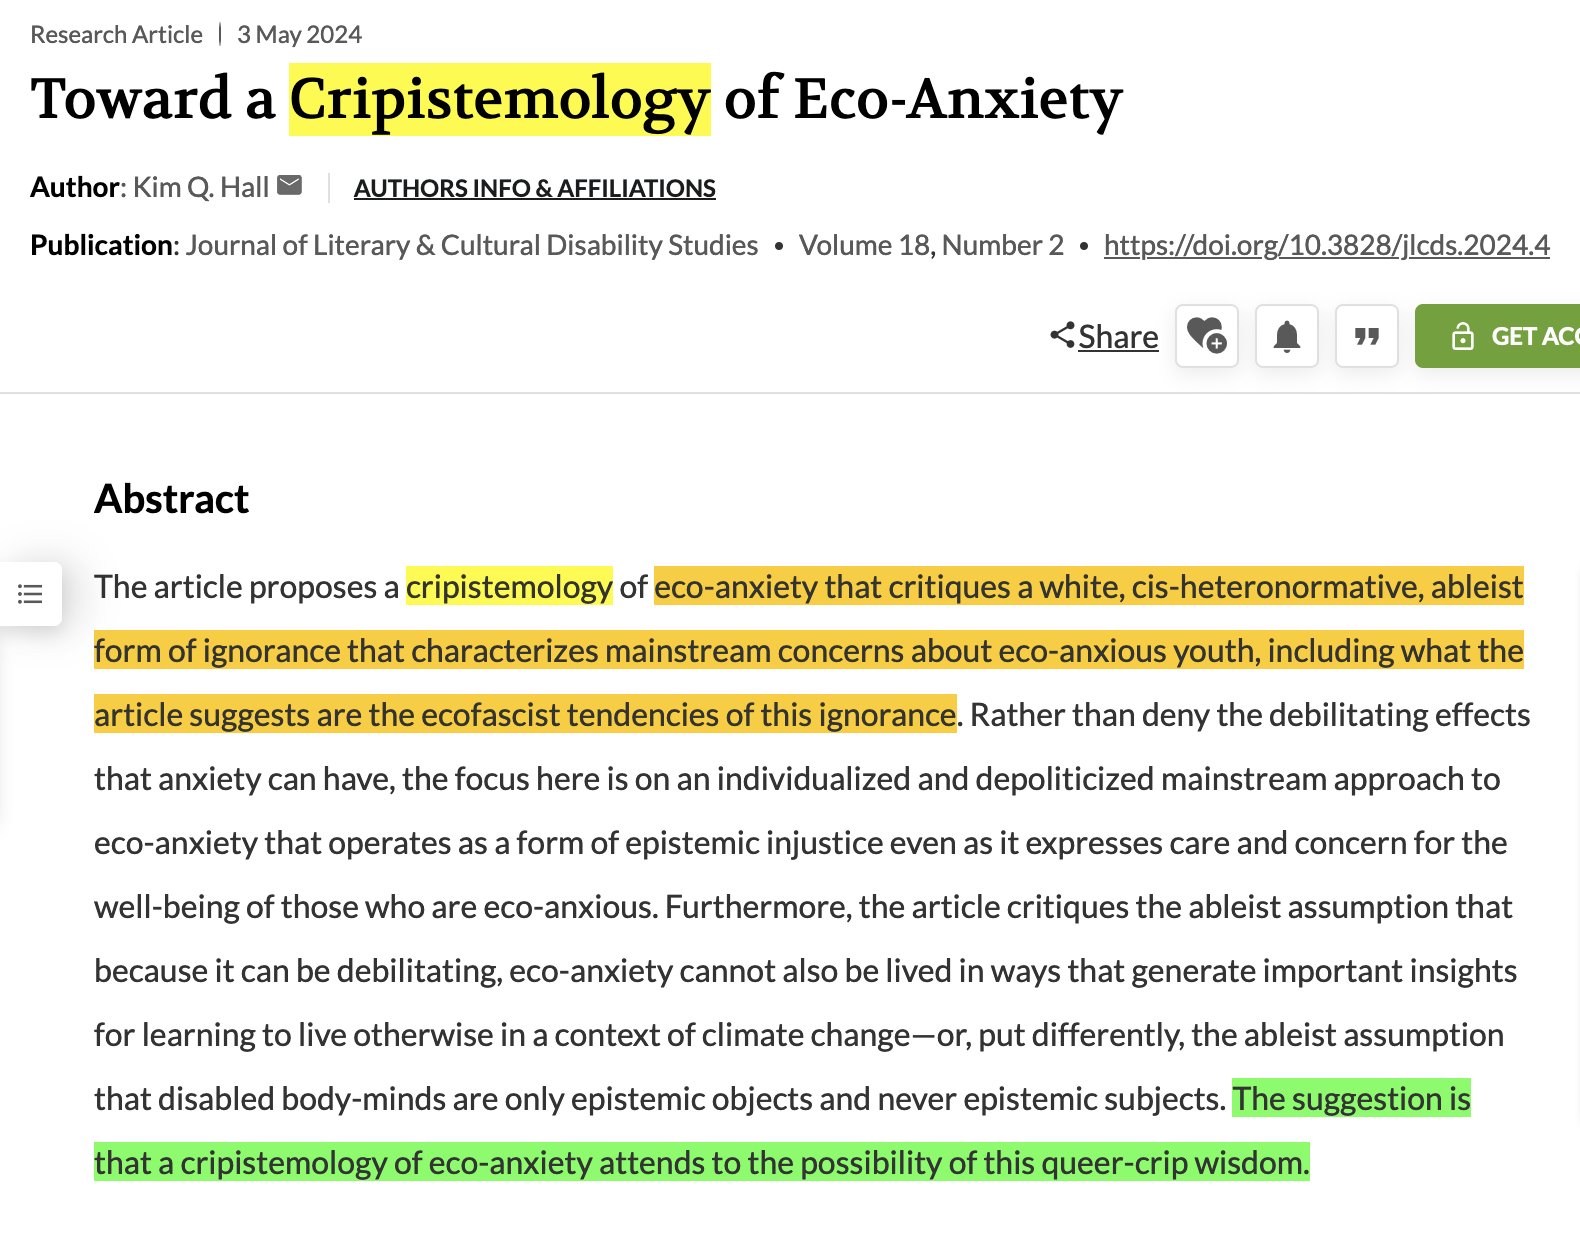 Research Article | 3 May 2024
Toward a Cripistemology of Eco-Anxiety
Author: Kim Q. Hall AUTHORS INFO & AFFILIATIONS
Publication: Journal of Literary & Cultural Disability Studies • Volume 18, Number 2 • https://doi.org/10.3828/jlcds.2024.4
Share GET ACC
Abstract
The article proposes a cripistemology of eco-anxiety that critiques a white, cis-heteronormative, ableist
form of ignorance that characterizes mainstream concerns about eco-anxious youth, including what the
article suggests are the ecofascist tendencies of this ignorance. Rather than deny the debilitating effects
that anxiety can have, the focus here is on an individualized and depoliticized mainstream approach to
eco-anxiety that operates as a form of epistemic injustice even as it expresses care and concern for the
well-being of those who are eco-anxious. Furthermore, the article critiques the ableist assumption that
because it can be debilitating, eco-anxiety cannot also be lived in ways that generate important insights
for learning to live otherwise in a context of climate change—or, put differently, the ableist assumption
that disabled body-minds are only epistemic objects and never epistemic subjects. The suggestion is
that a cripistemology of eco-anxiety attends to the possibility of this queer-crip wisdom.